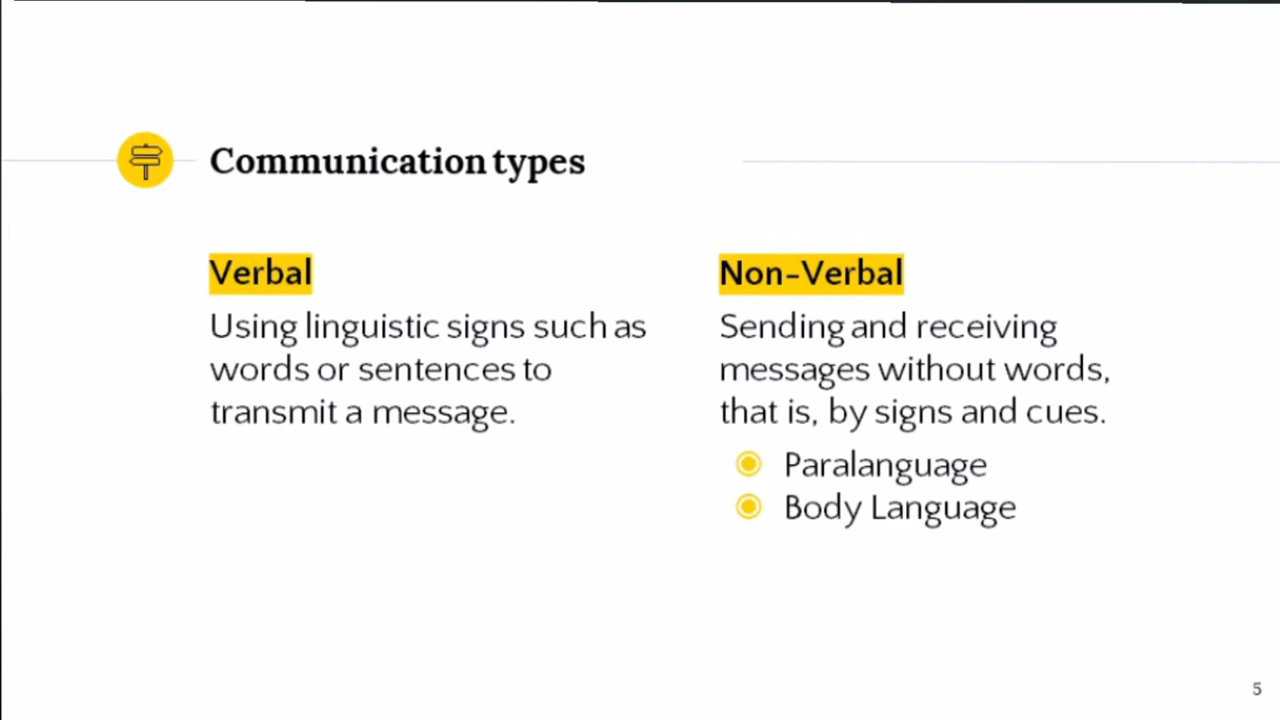 Communication types
Verbal
Using linguistic signs such as
words or sentences to
transmit a message.
Non-Verbal
Sending and receiving
messages without words,
that is, by signs and cues.
Paralanguage
Body Language
5